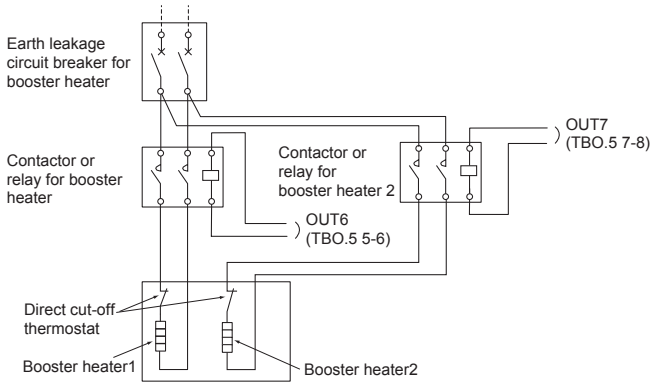 Earth leakage
circuit breaker for
booster heater
OUT7
(TBO.5 7-8)
Contactor or
relay for booster
heater
Contactor or
relay for
booster heater 2
OUT6
(TBO.5 5-6)
Direct cut-off
thermostat
Booster heater1
Booster heater2